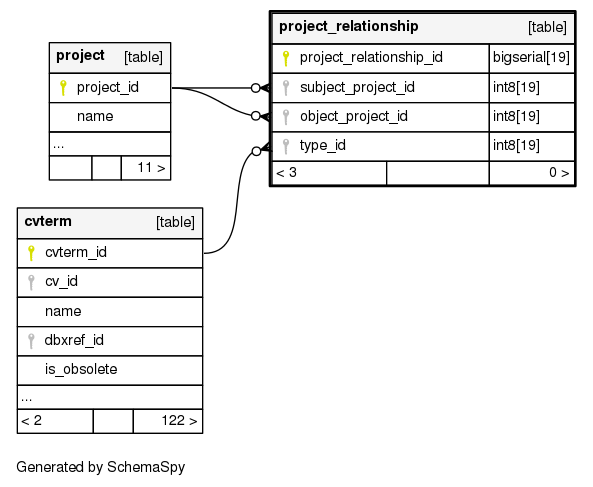 project [table]
project_id
name
...
11 >
project_relationship [table]
project_relationship_id bigserial[19]
subject_project_id int8[19]
object_project_id int8[19]
type_id int8[19]
< 3 0 >
cvterm [table]
cvterm_id
cv_id
name
dbxref_id
is_obsolete
...
< 2 122 >
Generated by SchemaSpy